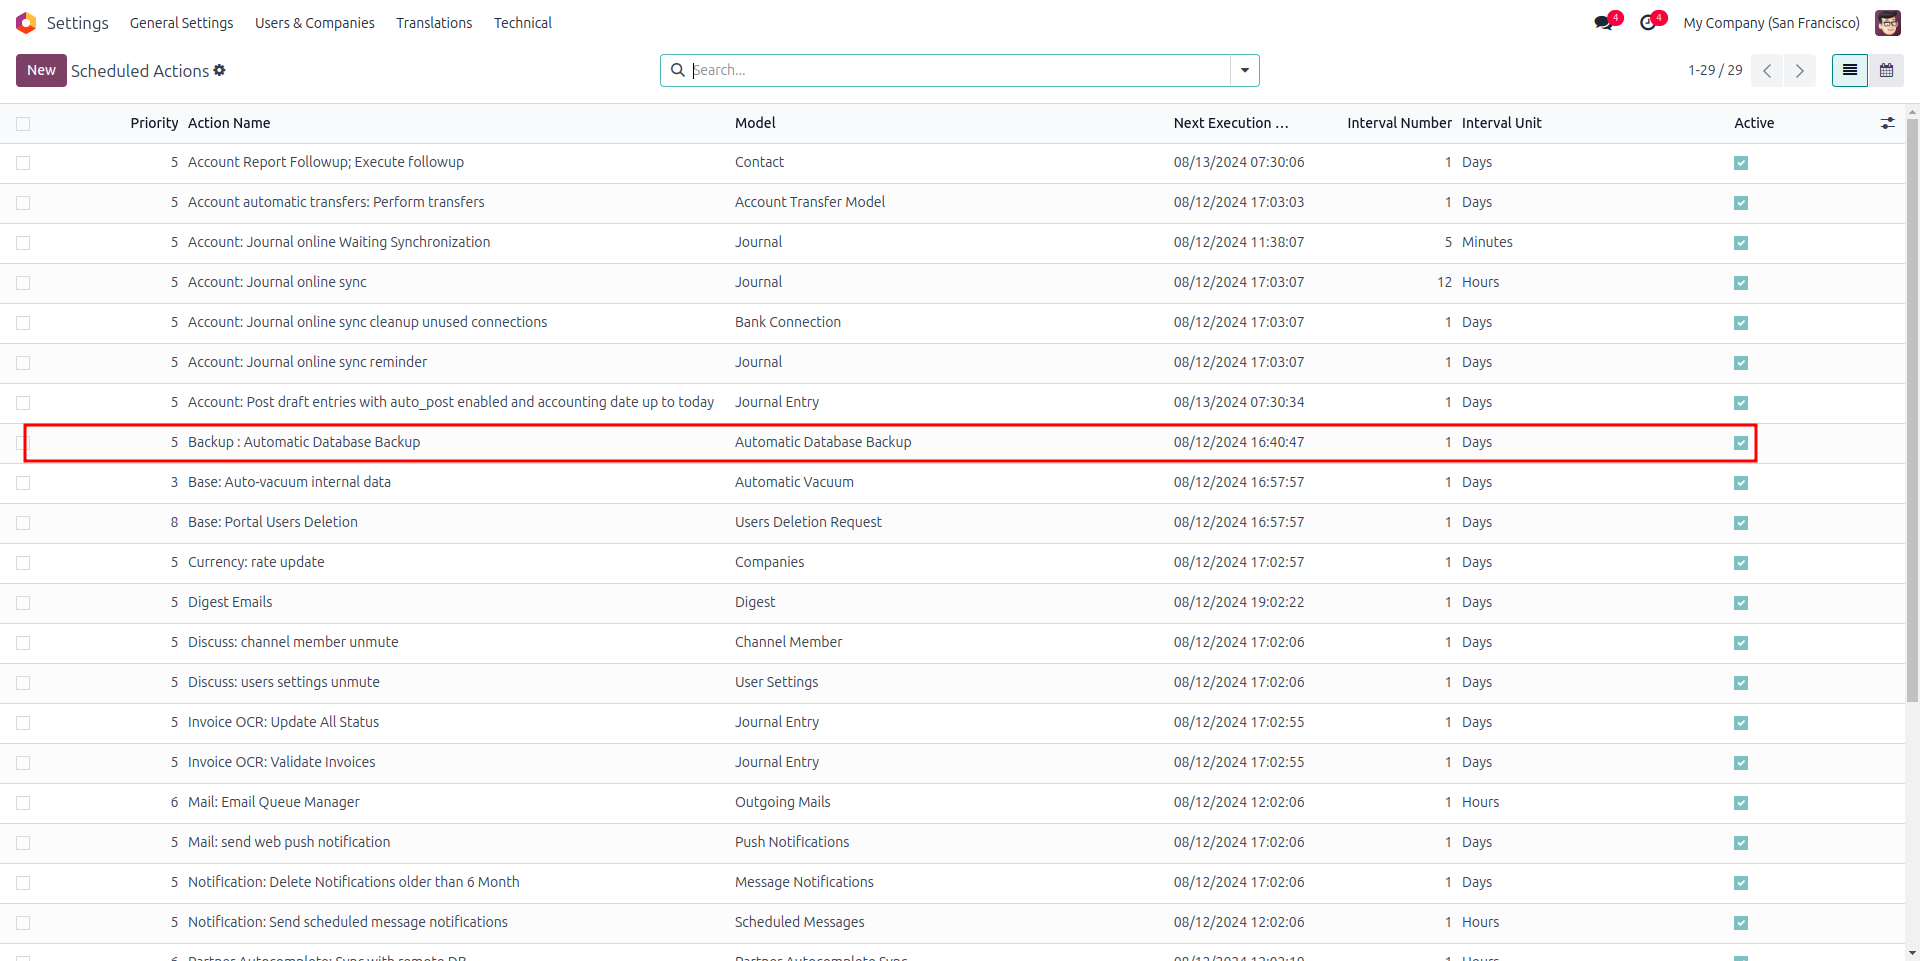 Settings General Settings Users & Companies Translations Technical 4 4 My Company (San Francisco)
New Scheduled Actions Search... 1-29 / 29
Priority Action Name Model Next Execution ... Interval Number Interval Unit Active
5 Account Report Followup; Execute followup Contact 08/13/2024 07:30:06 1 Days
5 Account automatic transfers: Perform transfers Account Transfer Model 08/12/2024 17:03:03 1 Days
5 Account: Journal online Waiting Synchronization Journal 08/12/2024 11:38:07 5 Minutes
5 Account: Journal online sync Journal 08/12/2024 17:03:07 12 Hours
5 Account: Journal online sync cleanup unused connections Bank Connection 08/12/2024 17:03:07 1 Days
5 Account: Journal online sync reminder Journal 08/12/2024 17:03:07 1 Days
5 Account: Post draft entries with auto_post enabled and accounting date up to today Journal Entry 08/13/2024 07:30:34 1 Days
5 Backup : Automatic Database Backup Automatic Database Backup 08/12/2024 16:40:47 1 Days
3 Base: Auto-vacuum internal data Automatic Vacuum 08/12/2024 16:57:57 1 Days
8 Base: Portal Users Deletion Users Deletion Request 08/12/2024 16:57:57 1 Days
5 Currency: rate update Companies 08/12/2024 17:02:57 1 Days
5 Digest Emails Digest 08/12/2024 19:02:22 1 Days
5 Discuss: channel member unmute Channel Member 08/12/2024 17:02:06 1 Days
5 Discuss: users settings unmute User Settings 08/12/2024 17:02:06 1 Days
5 Invoice OCR: Update All Status Journal Entry 08/12/2024 17:02:55 1 Days
5 Invoice OCR: Validate Invoices Journal Entry 08/12/2024 17:02:55 1 Days
6 Mail: Email Queue Manager Outgoing Mails 08/12/2024 12:02:06 1 Hours
5 Mail: send web push notification Push Notifications 08/12/2024 17:02:06 1 Days
5 Notification: Delete Notifications older than 6 Month Message Notifications 08/12/2024 17:02:06 1 Days
5 Notification: Send scheduled message notifications Scheduled Messages 08/12/2024 12:02:06 1 Hours
6 Partner Autocomplete: Sync with remote DB Partner Autocomplete Sync 08/12/2024 12:02:19 1 Hours